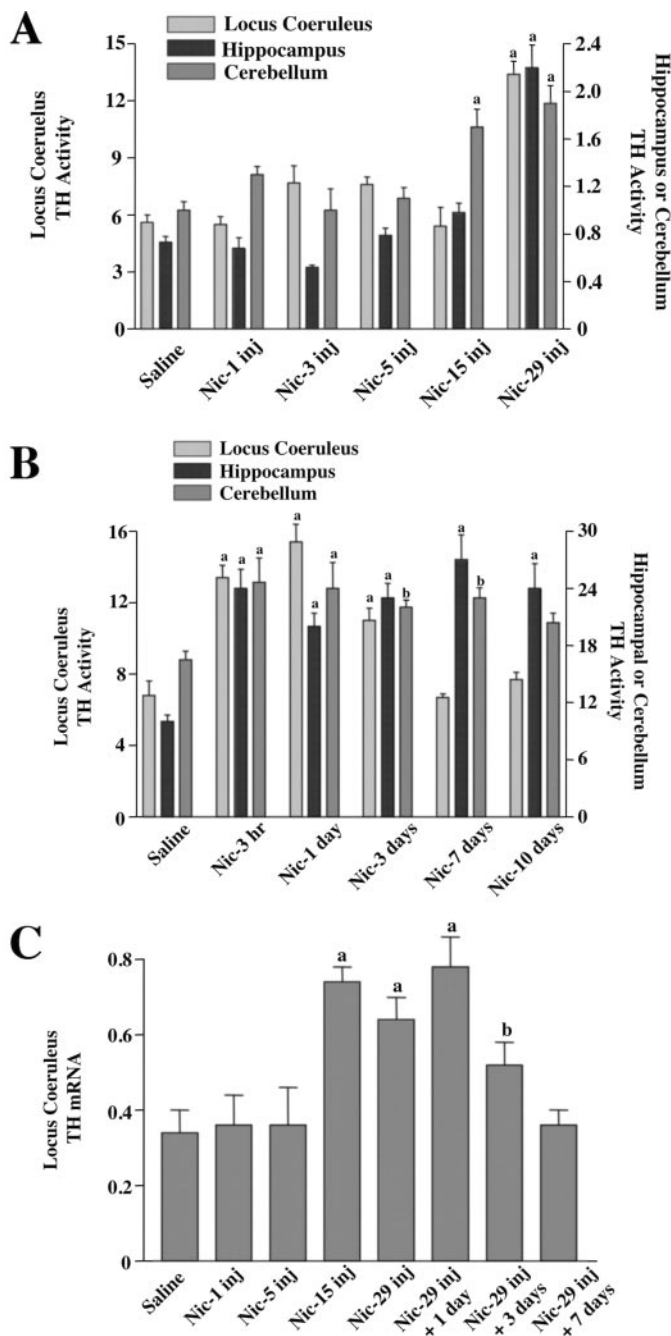 A
Locus Coeruleus
Hippocampus
Cerebellum
Locus Coeruelus
TH Activity
15
12
9
6
3
0
a
a
a
a
2.4
2.0
1.6
1.2
0.8
0.4
0
Hippocampus or Cerebellum
TH Activity
Saline
Nic-1 inj
Nic-3 inj
Nic-5 inj
Nic-15 inj
Nic-29 inj
B
Locus Coeruleus
Hippocampus
Cerebellum
Locus Coeruleus
TH Activity
16
12
8
4
0
a
a
a
a
a
a
a
a
b
a
b
a
30
24
18
12
6
0
Hippocampal or Cerebellum
TH Activity
Saline
Nic-3 hr
Nic-1 day
Nic-3 days
Nic-7 days
Nic-10 days
C
Locus Coeruleus
TH mRNA
0.8
0.6
0.4
0.2
0
a
a
a
b
Saline
Nic-1 inj
Nic-5 inj
Nic-15 inj
Nic-29 inj
Nic-29 inj
+ 1 day
Nic-29 inj
+ 3 days
Nic-29 inj
+ 7 days